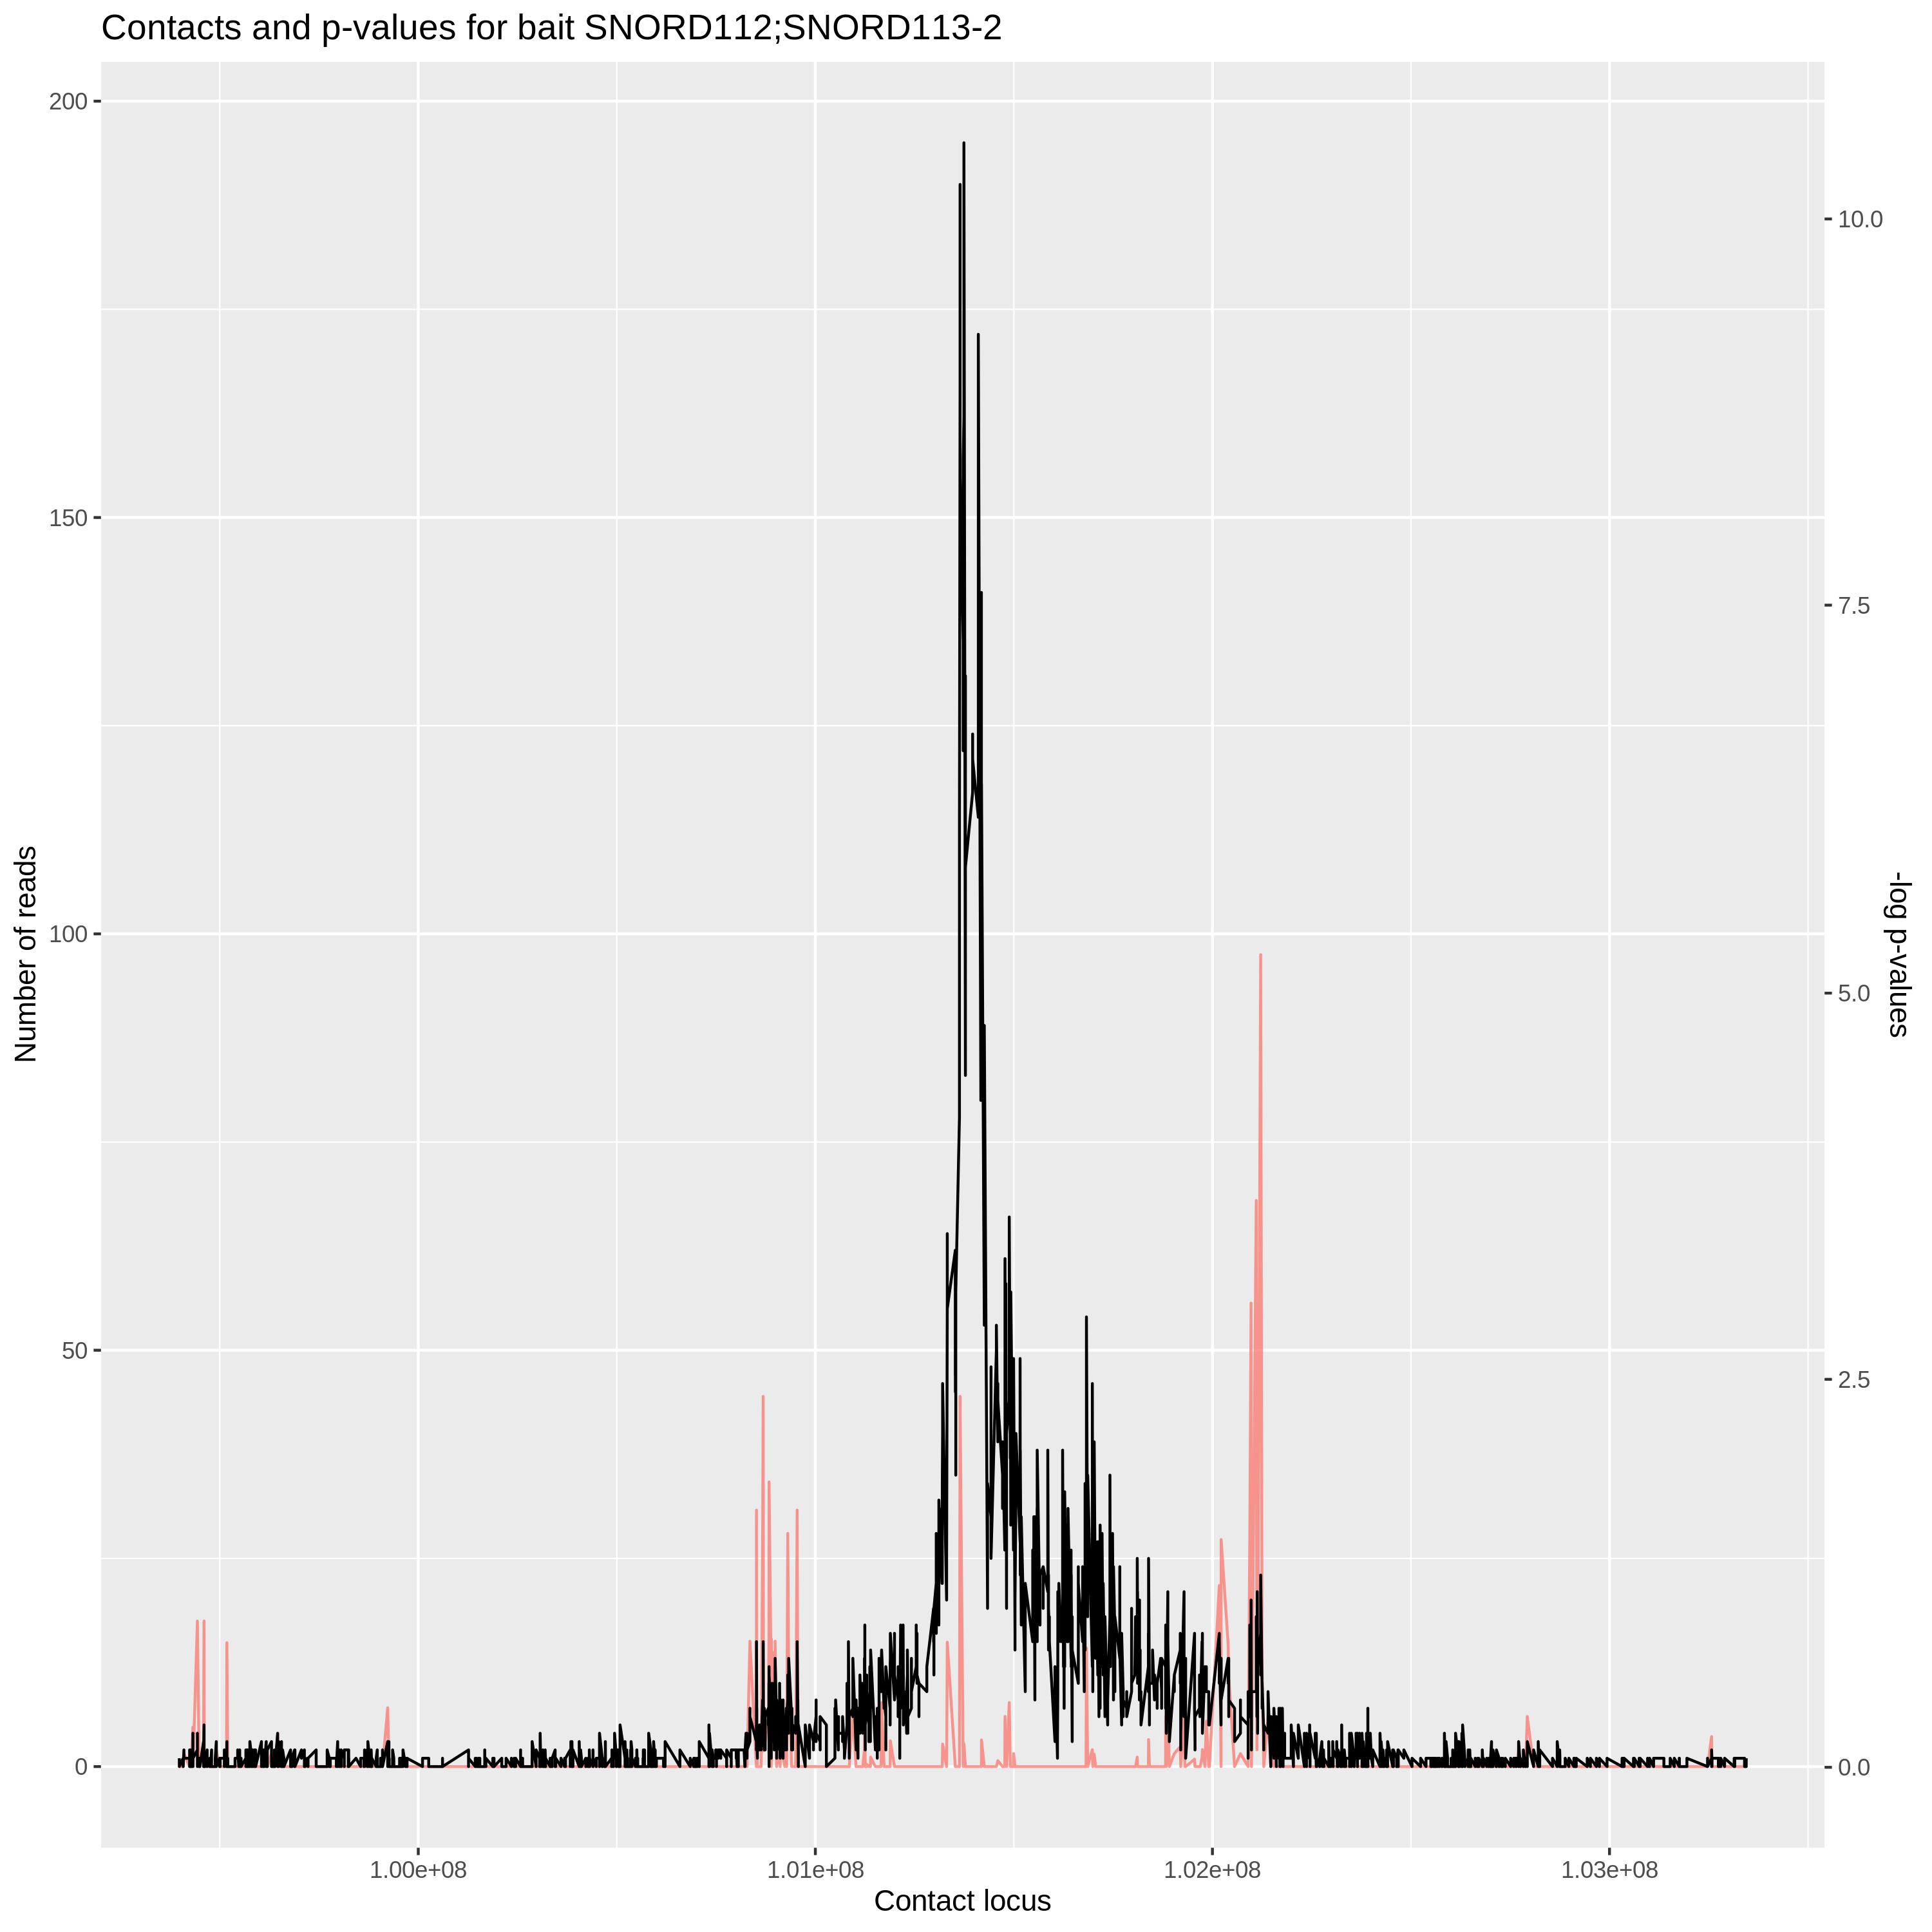 Contacts and p-values for bait SNORD112;SNORD113-2
200
150
100
50
0
Number of reads
10.0
7.5
5.0
2.5
0.0
-log p-values
1.00e+08 1.01e+08 1.02e+08 1.03e+08
Contact locus